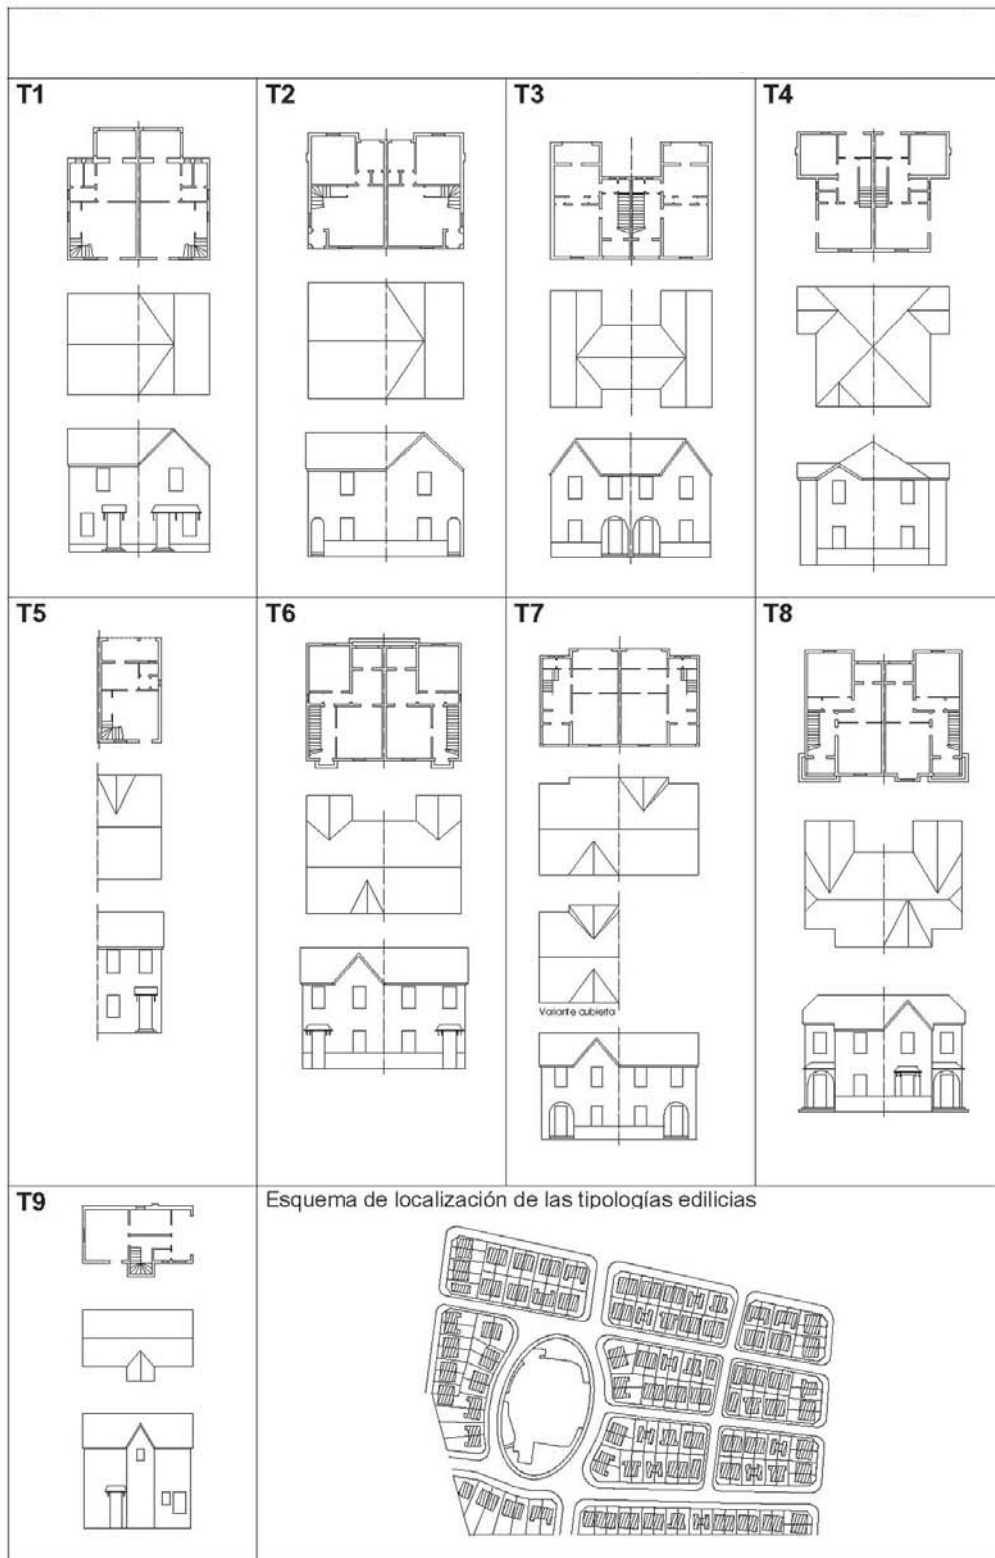 T1
T2
T3
T4
T5
T6
T7
T8
Variante cubierta
T9
Esquema de localización de las tipologías edilicias